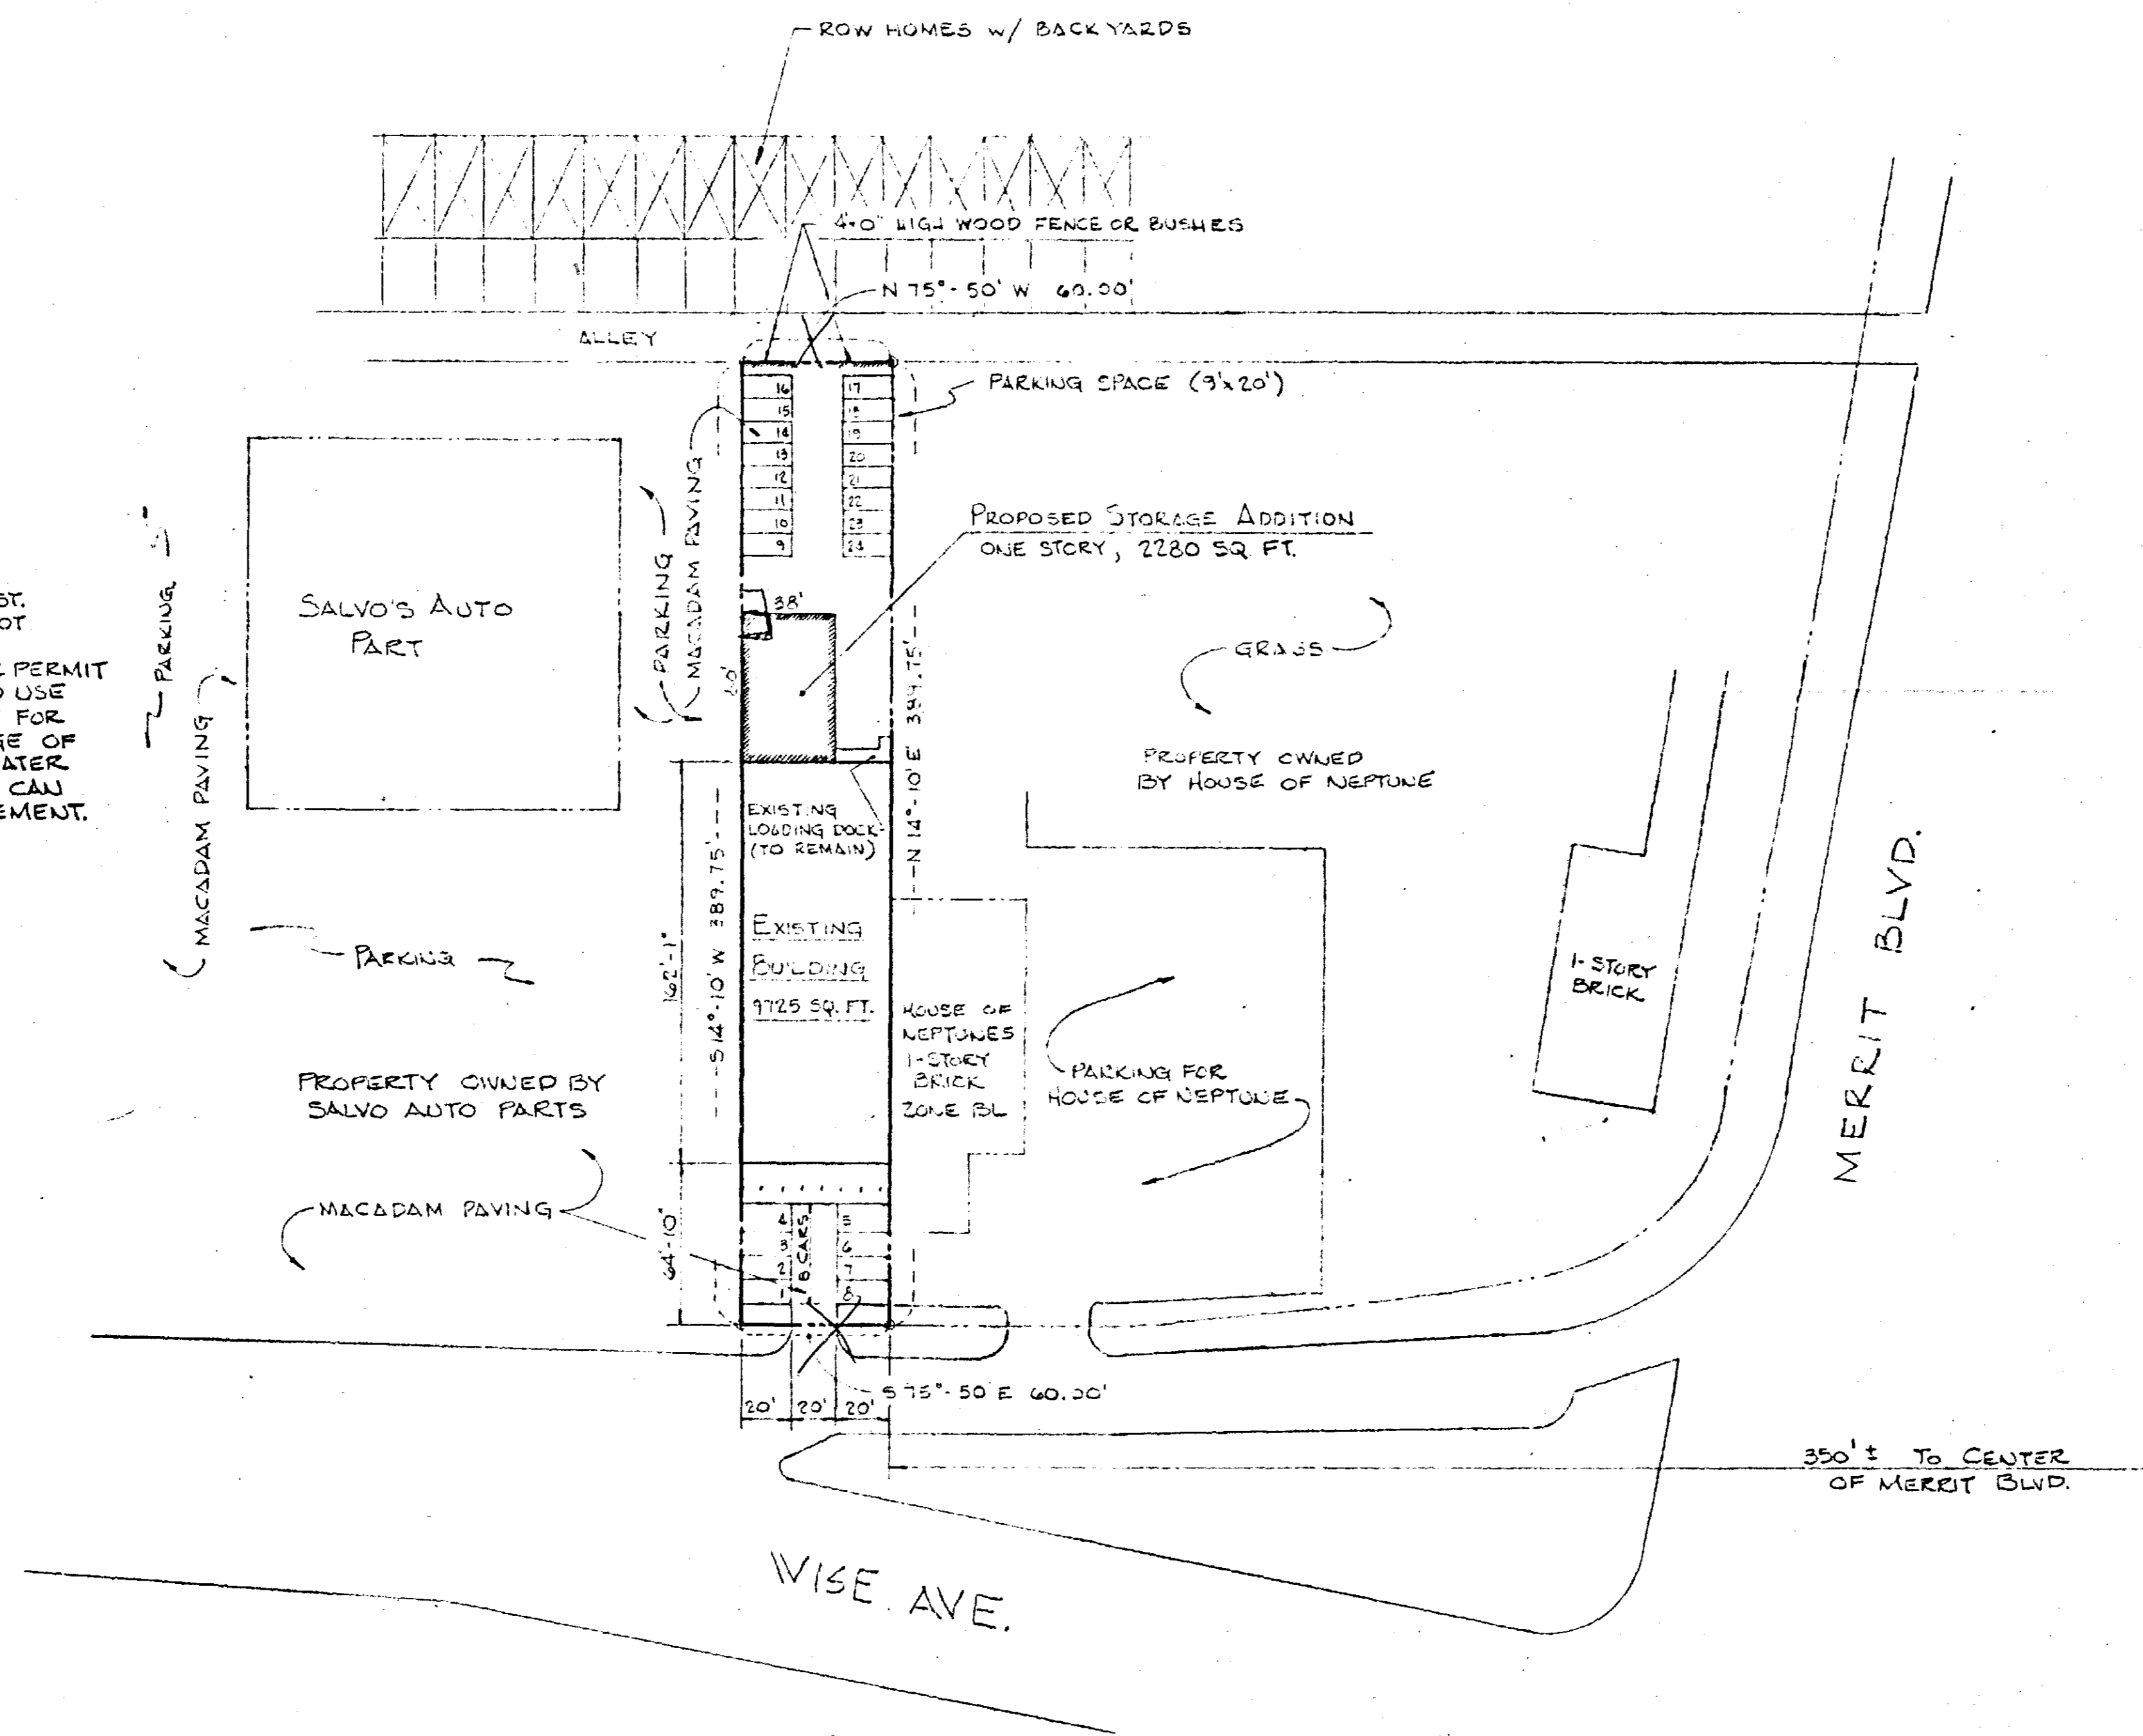 ROW HOMES W/ BACK YARDS
4'-0" HIGH WOOD FENCE OR BUSHES
N 75°-50' W 60.00'
ALLEY
PARKING SPACE (9'x20')
16
15
14
13
12
11
10
9
17
18
19
20
21
22
23
24
PROPOSED STORAGE ADDITION
ONE STORY, 2280 SQ. FT.
38'
60'
SALVO'S AUTO
PART
PARKING
MACADAM PAVING
PARKING
MACADAM PAVING
ST.
OT
PERMIT
USE
FOR
GE OF
ATER
CAN
EMENT.
GRASS
PROPERTY OWNED
BY HOUSE OF NEPTUNE
N 14°-10' E 389.75'
EXISTING
LOADING DOCK
(TO REMAIN)
162'-1"
S 14°-10' W 389.75'
EXISTING
BUILDING
9725 SQ. FT.
PARKING
HOUSE OF
NEPTUNES
1-STORY
BRICK
ZONE BL
PARKING FOR
HOUSE OF NEPTUNE
1-STORY
BRICK
MERRIT BLVD.
PROPERTY OWNED BY
SALVO AUTO PARTS
MACADAM PAVING
64'-10"
4
3
2
1
8 CARS
5
6
7
8
S 75°-50' E 60.00'
20' 20' 20'
350'± TO CENTER
OF MERRIT BLVD.
WISE AVE.